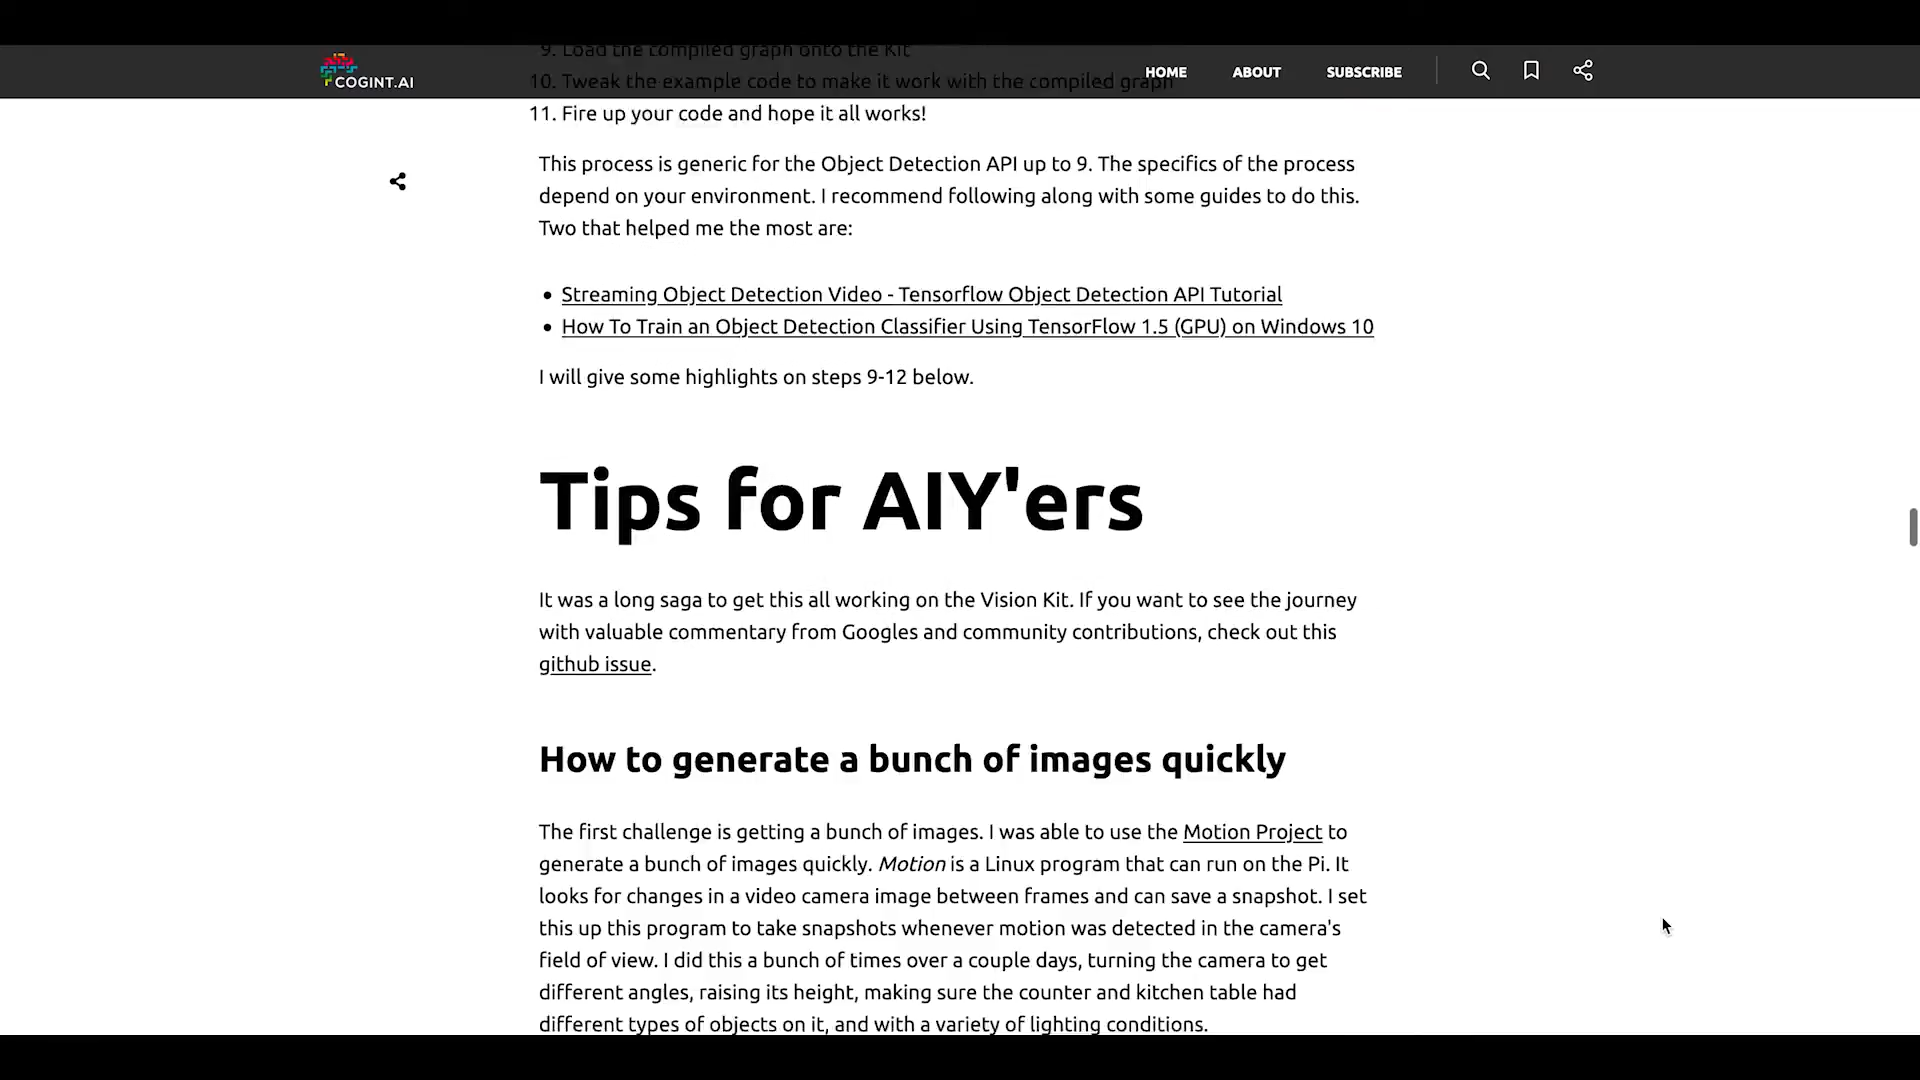 9. Load the compiled graph onto the Kit
COGINT.AI
HOME
ABOUT
SUBSCRIBE
10. Tweak the example code to make it work with the compiled graph
11. Fire up your code and hope it all works!
This process is generic for the Object Detection API up to 9. The specifics of the process
depend on your environment. I recommend following along with some guides to do this.
Two that helped me the most are:
• Streaming Object Detection Video - Tensorflow Object Detection API Tutorial
• How To Train an Object Detection Classifier Using TensorFlow 1.5 (GPU) on Windows 10
I will give some highlights on steps 9-12 below.
Tips for AIY'ers
It was a long saga to get this all working on the Vision Kit. If you want to see the journey
with valuable commentary from Googles and community contributions, check out this
github issue.
How to generate a bunch of images quickly
The first challenge is getting a bunch of images. I was able to use the Motion Project to
generate a bunch of images quickly. Motion is a Linux program that can run on the Pi. It
looks for changes in a video camera image between frames and can save a snapshot. I set
this up this program to take snapshots whenever motion was detected in the camera's
field of view. I did this a bunch of times over a couple days, turning the camera to get
different angles, raising its height, making sure the counter and kitchen table had
different types of objects on it, and with a variety of lighting conditions.